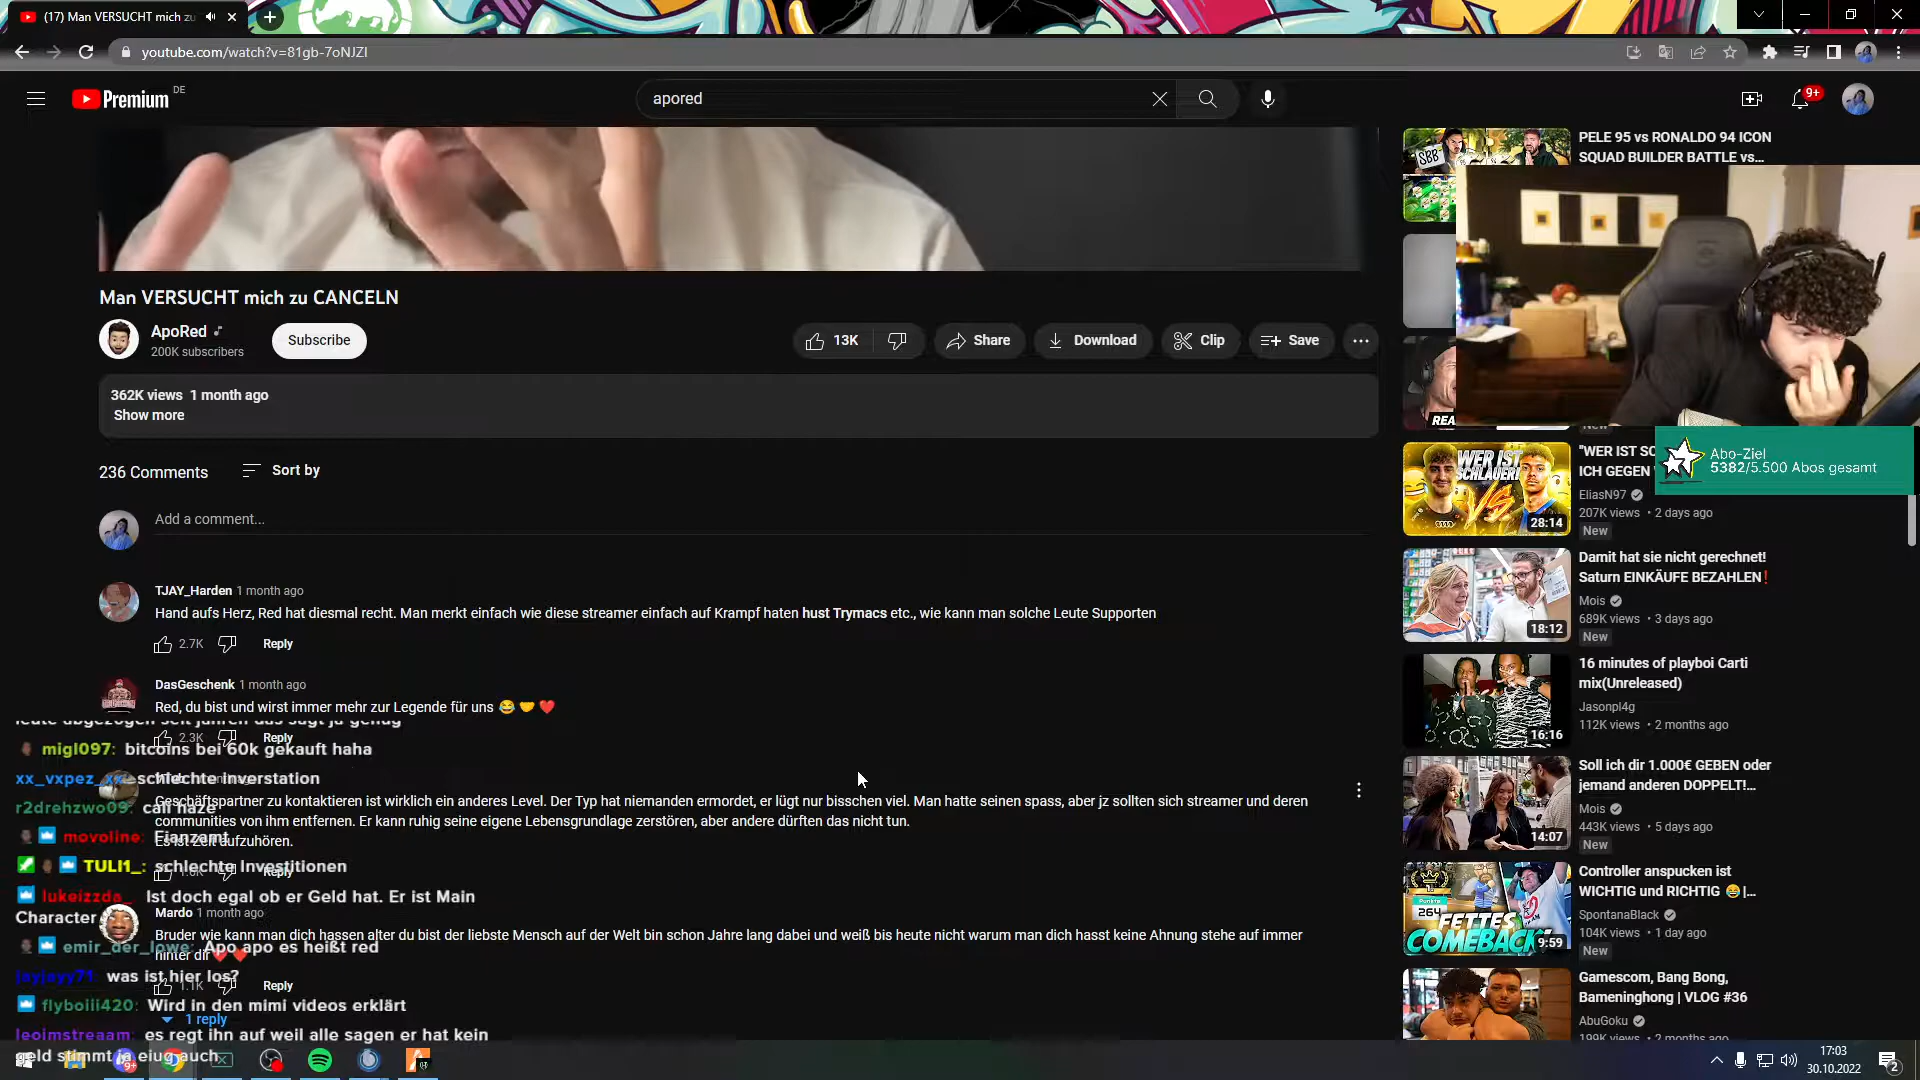 (17) Man VERSUCHT mich zu
youtube.com/watch?v=81gb-7oNJZI
Premium DE
apored
9+
PELE 95 vs RONALDO 94 ICON
SQUAD BUILDER BATTLE vs...
SBB
Man VERSUCHT mich zu CANCELN
ApoRed
200K subscribers
Subscribe
13K
Share
Download
Clip
Save
362K views 1 month ago
Show more
236 Comments
Sort by
Add a comment...
TJAY_Harden 1 month ago
Hand aufs Herz, Red hat diesmal recht. Man merkt einfach wie diese streamer einfach auf Krampf haten hust Trymacs etc., wie kann man solche Leute Supporten
2.7K
Reply
DasGeschenk 1 month ago
Red, du bist und wirst immer mehr zur Legende für uns 😂 🤝 ❤️
2.3K
Reply
Geschäftspartner zu kontaktieren ist wirklich ein anderes Level. Der Typ hat niemanden ermordet, er lügt nur bisschen viel. Man hatte seinen spass, aber jz sollten sich streamer und deren
communities von ihm entfernen. Er kann ruhig seine eigene Lebensgrundlage zerstören, aber andere dürften das nicht tun.
Es ist Zeit aufzuhören.
Reply
Mardo 1 month ago
Bruder wie kann man dich hassen alter du bist der liebste Mensch auf der Welt bin schon Jahre lang dabei und weiß bis heute nicht warum man dich hasst keine Ahnung stehe auf immer
hinter dir ❤️ ❤️
1.1K
Reply
1 reply
leute abgezogen seit jahren das sagt ja genug
migl097: bitcoins bei 60k gekauft haha
schlechte inverstation
r2drehzwo09: cali haze
movoline: Fianzamt
TULI1_: schlechte Investitionen
lukeizzda_ Ist doch egal ob er Geld hat. Er ist Main
Character
emir_der_lowe: Apo apo es heißt red
jayjayy71: was ist hier los?
flyboiii420: Wird in den mimi videos erklärt
leoimstreaam: es regt ihn auf weil alle sagen er hat kein
geld stimmt ja eiug auch
REA
New
"WER IST SC
ICH GEGEN
EliasN97
207K views • 2 days ago
New
WER IST
SCHLAUER!
VS
28:14
Abo-Ziel
5382/5.500 Abos gesamt
Damit hat sie nicht gerechnet!
Saturn EINKÄUFE BEZAHLEN❗
Mois
689K views • 3 days ago
New
18:12
16 minutes of playboi Carti
mix(Unreleased)
Jasonpl4g
112K views • 2 months ago
16:16
Soll ich dir 1.000€ GEBEN oder
jemand anderen DOPPELT!...
Mois
443K views • 5 days ago
New
14:07
Controller anspucken ist
WICHTIG und RICHTIG 😂 |...
SpontanaBlack
104K views • 1 day ago
New
Punkte
264
FETTES
COMEBACK
9:59
Gamescom, Bang Bong,
Bameninghong | VLOG #36
AbuGoku
199K views • 2 months ago
9+
17:03
30.10.2022
2